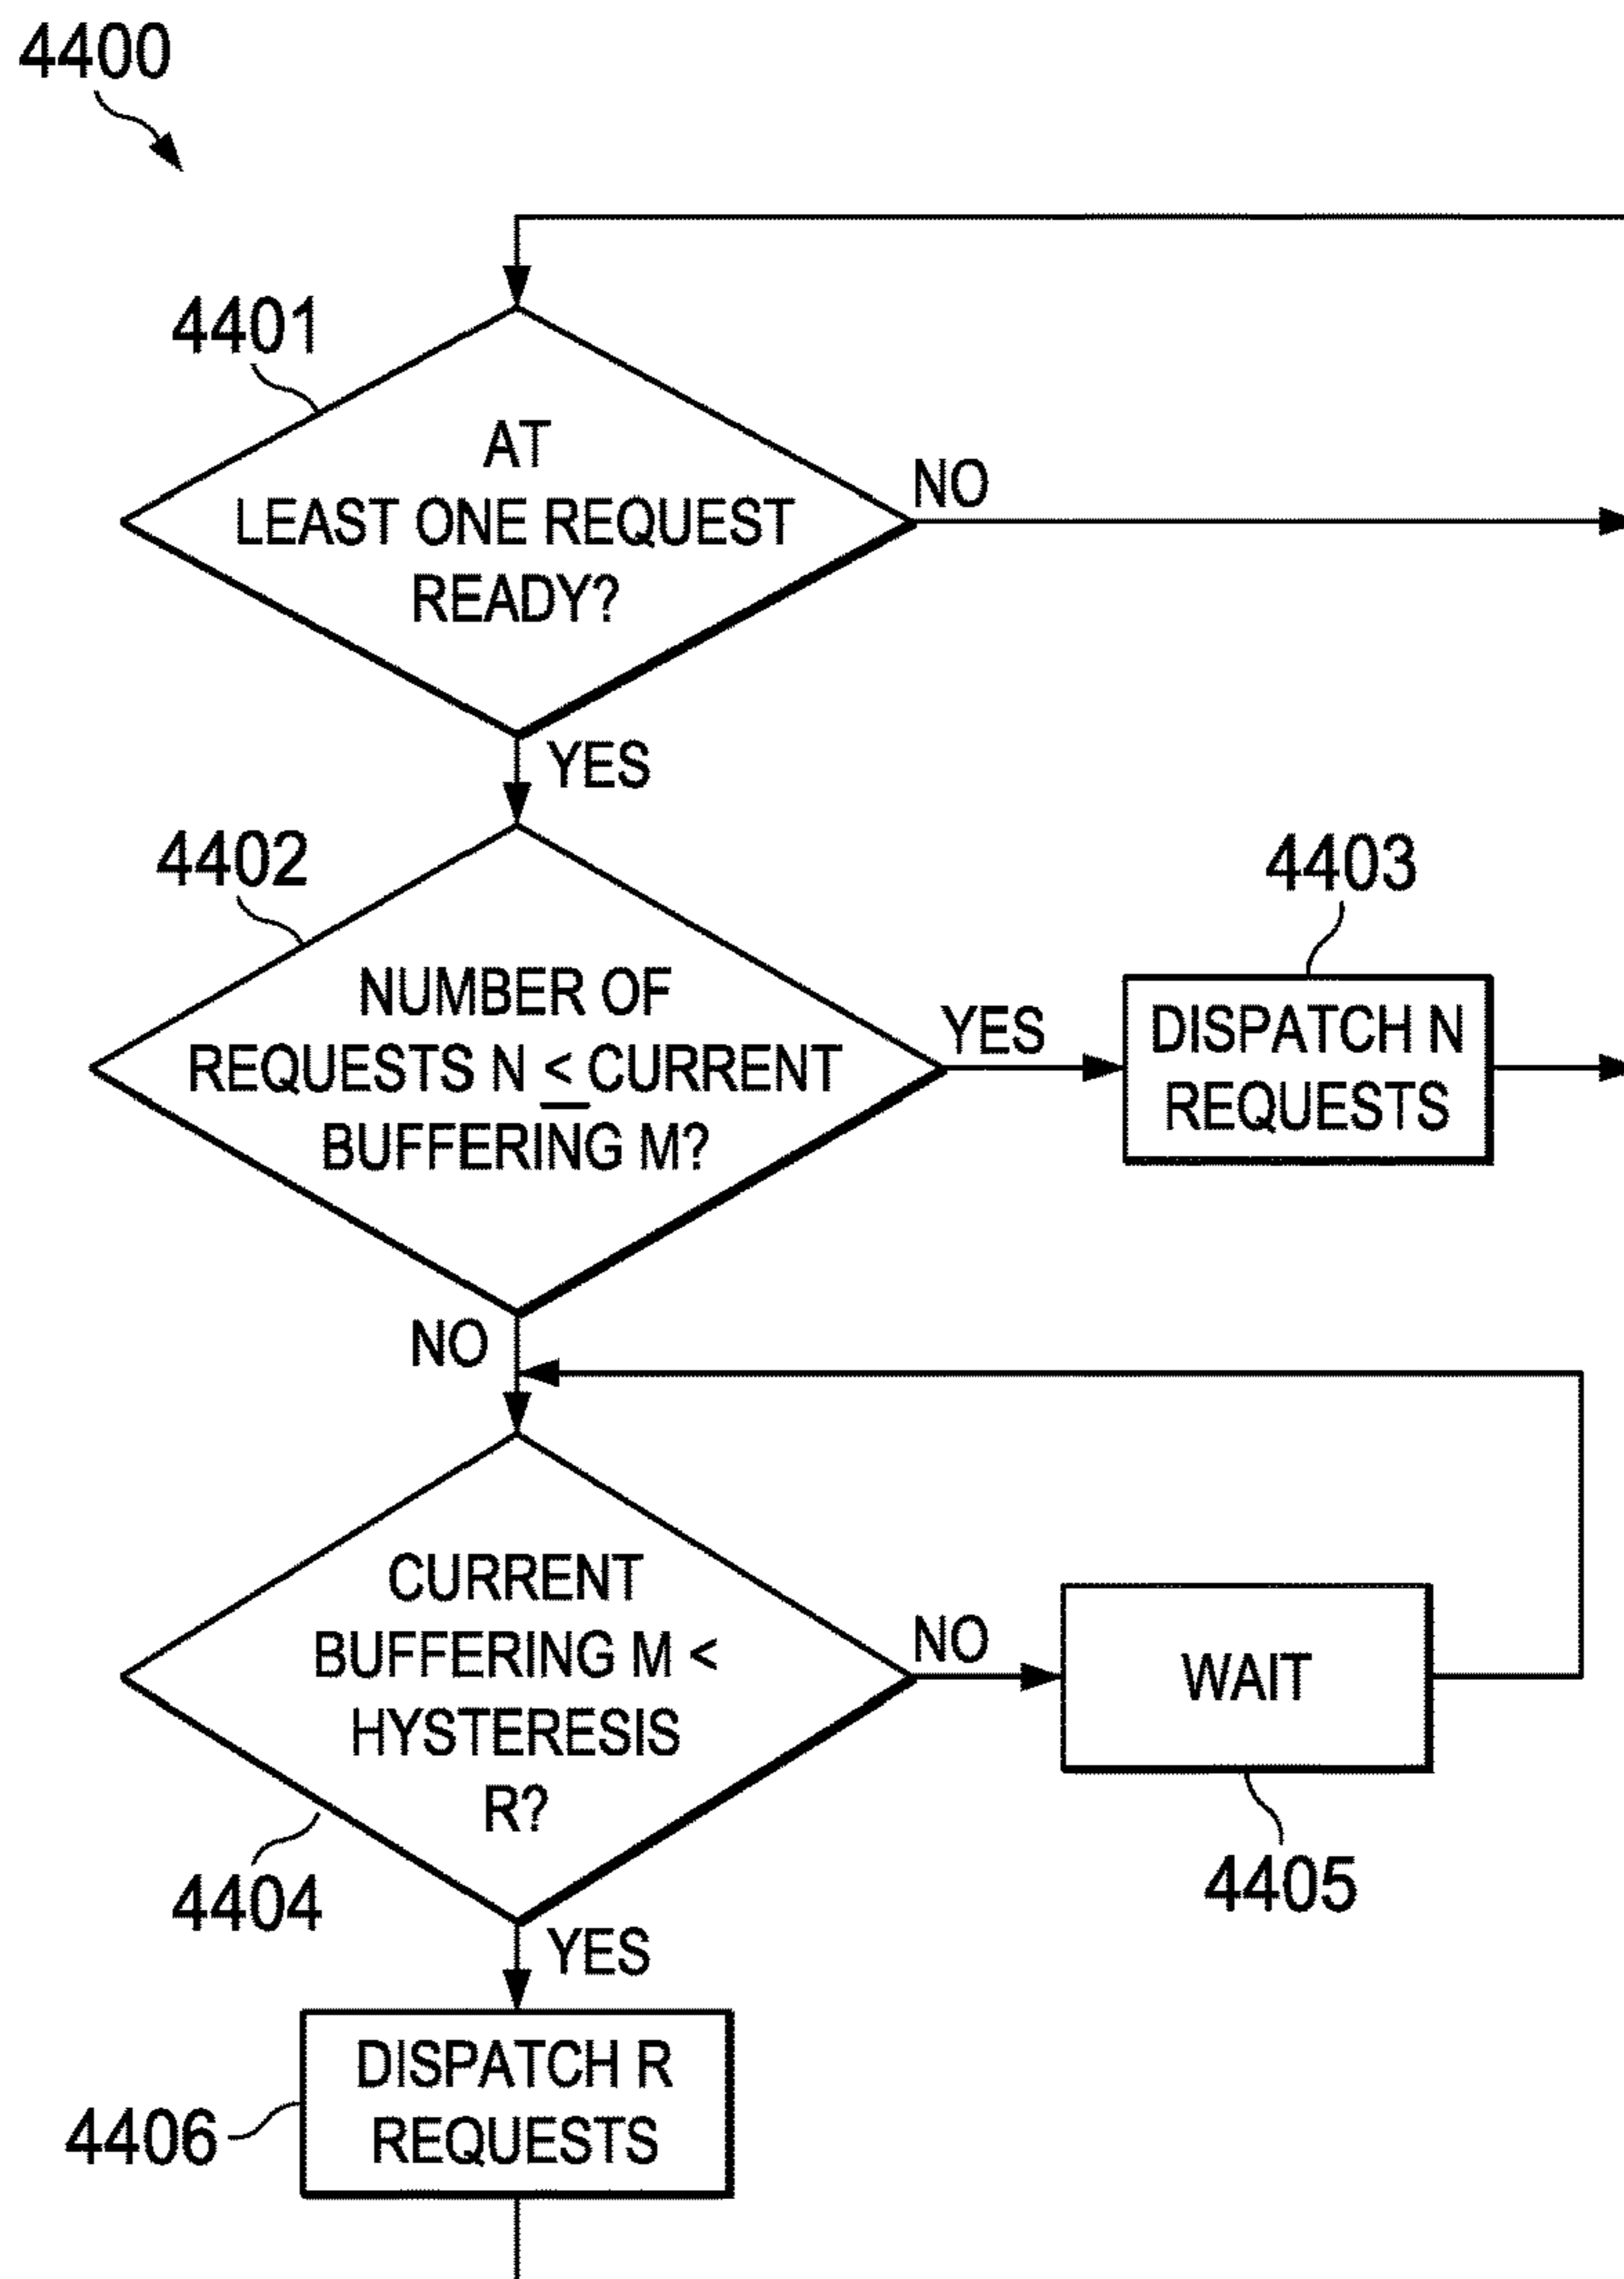 4400
4401
AT
LEAST ONE REQUEST
READY?
NO
YES
4402
NUMBER OF
REQUESTS N ≤ CURRENT
BUFFERING M?
YES
4403
DISPATCH N
REQUESTS
NO
CURRENT
BUFFERING M <
HYSTERESIS
R?
NO
WAIT
4404
4405
YES
DISPATCH R
REQUESTS
4406